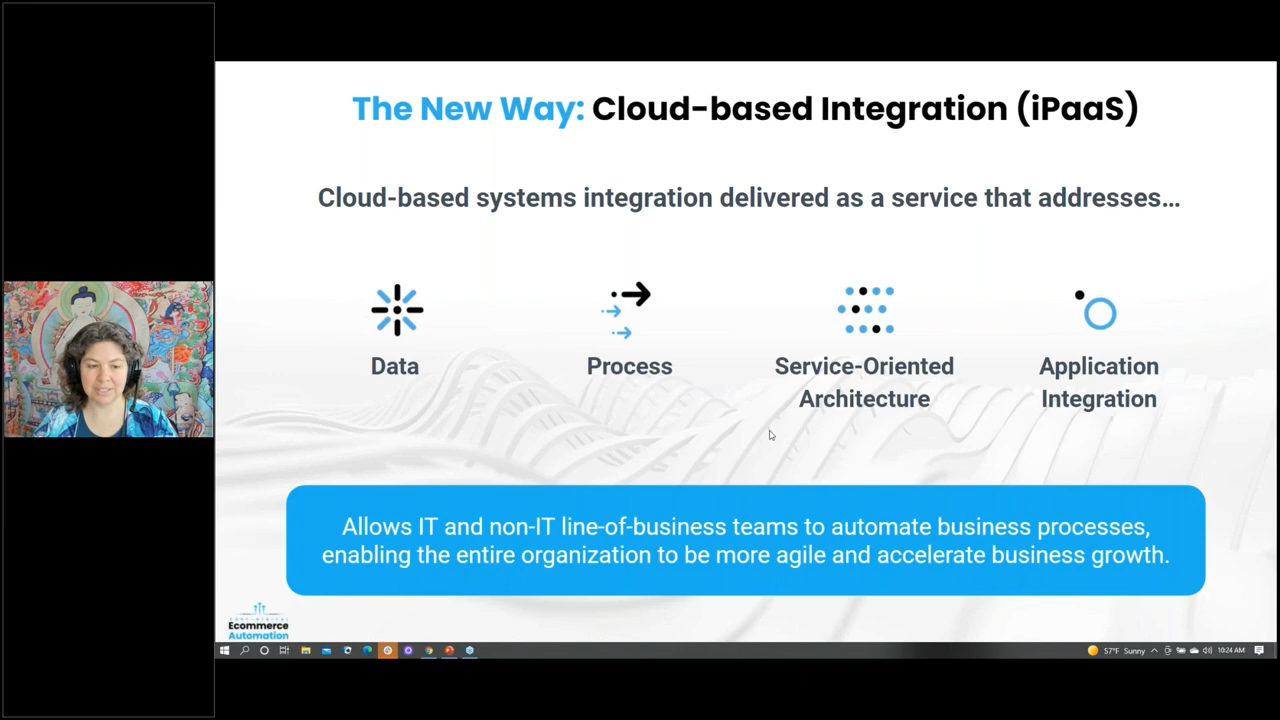 The New Way: Cloud-based Integration (iPaaS)
Cloud-based systems integration delivered as a service that addresses…
Data
Process
Service-Oriented
Architecture
Application
Integration
Allows IT and non-IT line-of-business teams to automate business processes,
enabling the entire organization to be more agile and accelerate business growth.
Ecommerce
Automation
57°F Sunny
10:24 AM